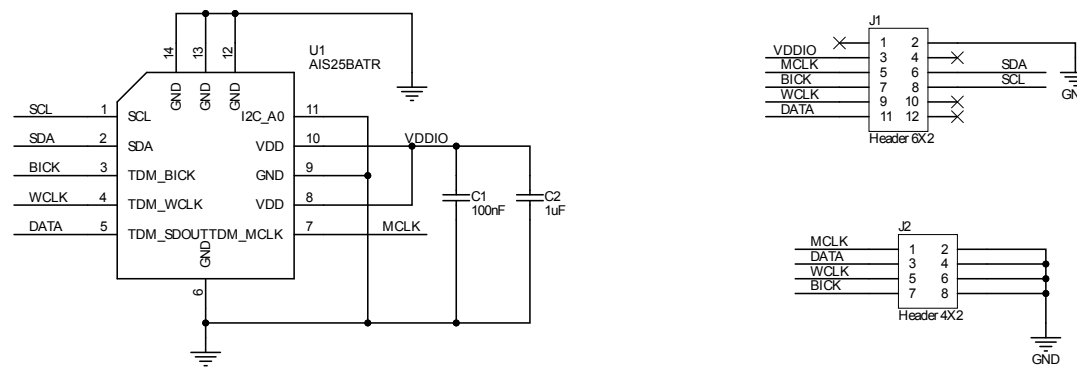 U1
AIS25BATR
14
13
12
GND
GND
GND
SCL 1 SCL
SDA 2 SDA
BICK 3 TDM_BICK
WCLK 4 TDM_WCLK
DATA 5 TDM_SDOUT
I2C_A0 11
VDD 10 VDDIO
GND 9
VDD 8
TDM_MCLK 7 MCLK
GND
6
C1
100nF
C2
1uF
J1
1 2
VDDIO 3 4
MCLK 5 6 SDA
BICK 7 8 SCL
WCLK 9 10
DATA 11 12
Header 6X2
J2
MCLK 1 2
DATA 3 4
WCLK 5 6
BICK 7 8
Header 4X2
GND